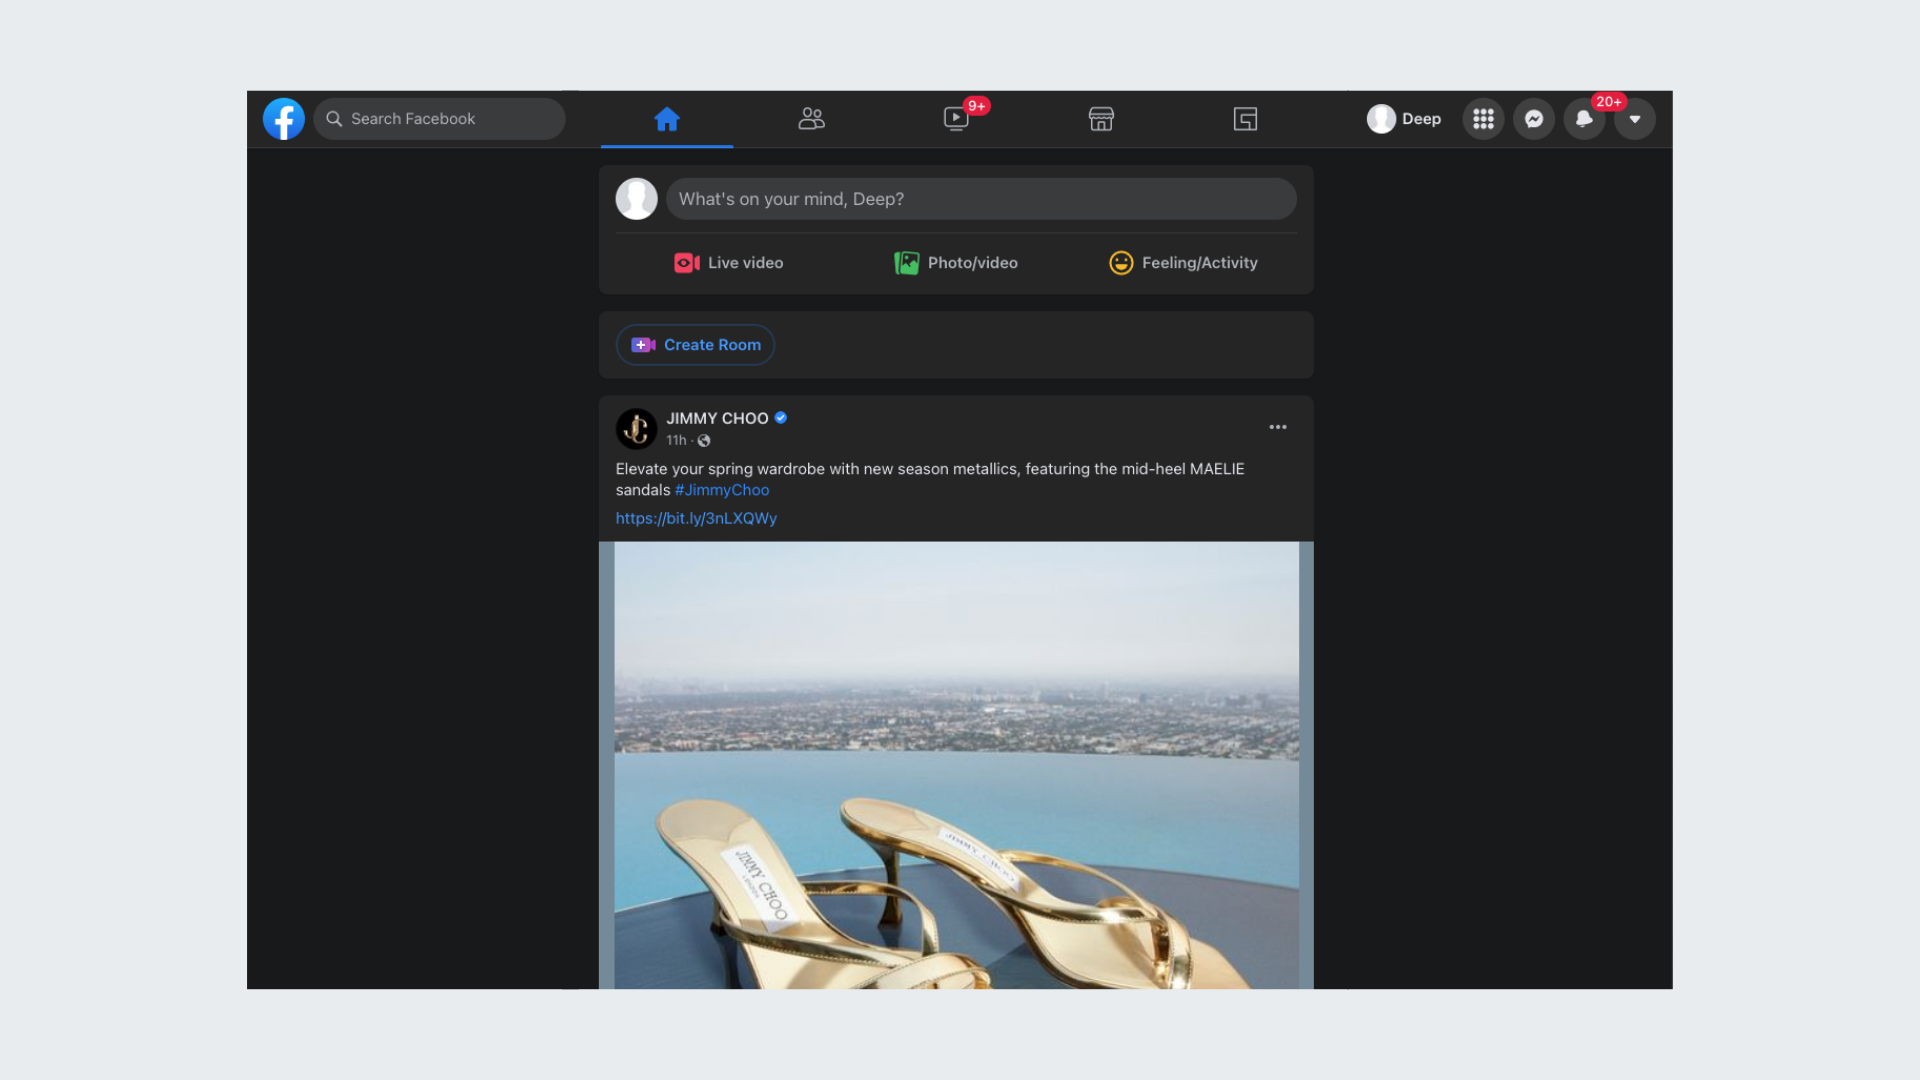 Search Facebook
9+
Deep
20+
What's on your mind, Deep?
Live video
Photo/video
Feeling/Activity
Create Room
JIMMY CHOO
11h ·
Elevate your spring wardrobe with new season metallics, featuring the mid-heel MAELIE
sandals #JimmyChoo
https://bit.ly/3nLXQWy
JIMMY CHOO
LONDON
JIMMY CHOO